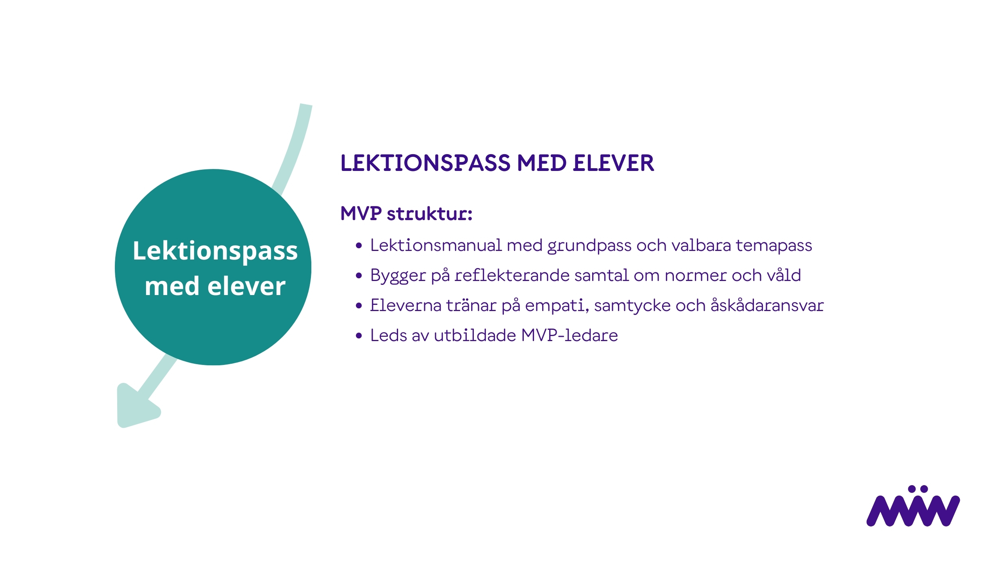 LEKTIONSPASS MED ELEVER
Lektionspass
med elever
MVP struktur:
• Lektionsmanual med grundpass och valbara temapass
• Bygger på reflekterande samtal om normer och våld
• Eleverna tränar på empati, samtycke och åskådaransvar
• Leds av utbildade MVP-ledare
MÄN